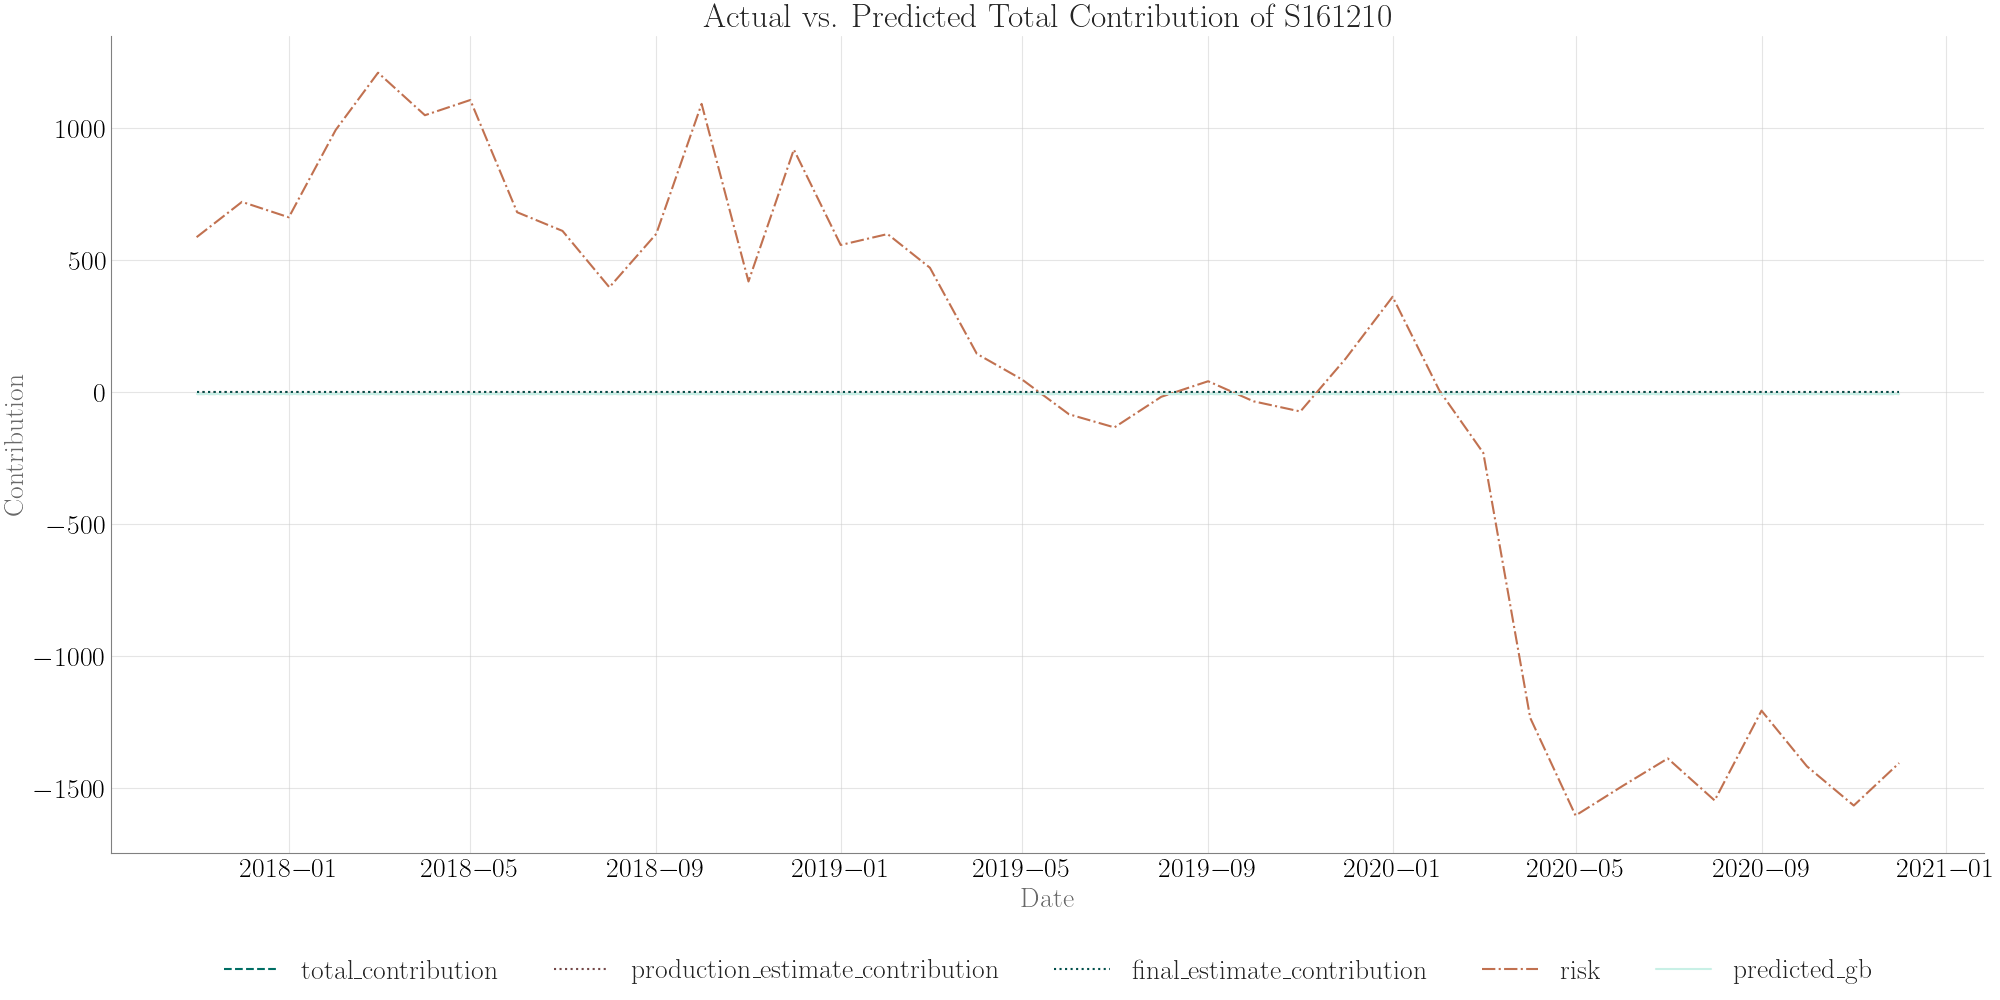 Actual vs. Predicted Total Contribution of S161210
Contribution
1000
500
0
−500
−1000
−1500
2018−01 2018−05 2018−09 2019−01 2019−05 2019−09 2020−01 2020−05 2020−09 2021−01
Date
total_contribution production_estimate_contribution final_estimate_contribution risk predicted_gb